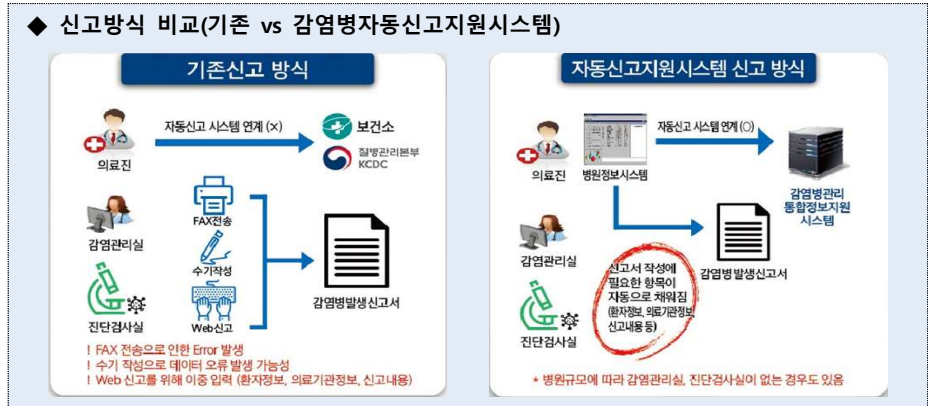 ◆ 신고방식 비교(기존 vs 감염병자동신고지원시스템)
기존신고 방식
자동신고 시스템 연계 (×)
의료진
보건소
질병관리본부
KCDC
감염관리실
진단검사실
FAX전송
수기작성
Web신고
감염병발생신고서
! FAX 전송으로 인한 Error 발생
! 수기 작성으로 데이터 오류 발생 가능성
! Web 신고를 위해 이중 입력 (환자정보, 의료기관정보, 신고내용)
자동신고지원시스템 신고 방식
자동신고 시스템 연계 (○)
의료진
병원정보시스템
감염병관리
통합정보지원
시스템
감염관리실
진단검사실
신고서 작성에
필요한 항목이
자동으로 채워짐
(환자정보, 의료기관정보,
신고내용 등)
감염병발생신고서
* 병원규모에 따라 감염관리실, 진단검사실이 없는 경우도 있음